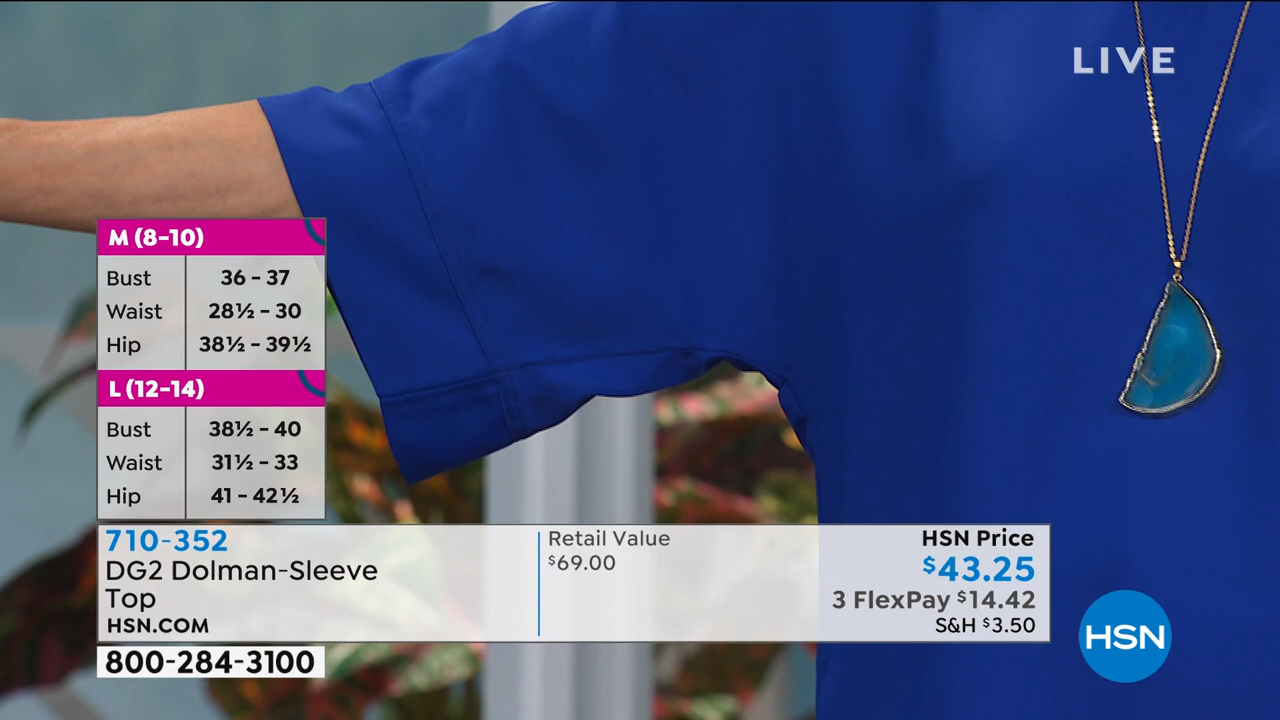 LIVE
M (8-10)
Bust 36 - 37
Waist 28½ - 30
Hip 38½ - 39½
L (12-14)
Bust 38½ - 40
Waist 31½ - 33
Hip 41 - 42½
710-352
DG2 Dolman-Sleeve
Top
HSN.COM
Retail Value
$69.00
HSN Price
$43.25
3 FlexPay $14.42
S&H $3.50
800-284-3100
HSN